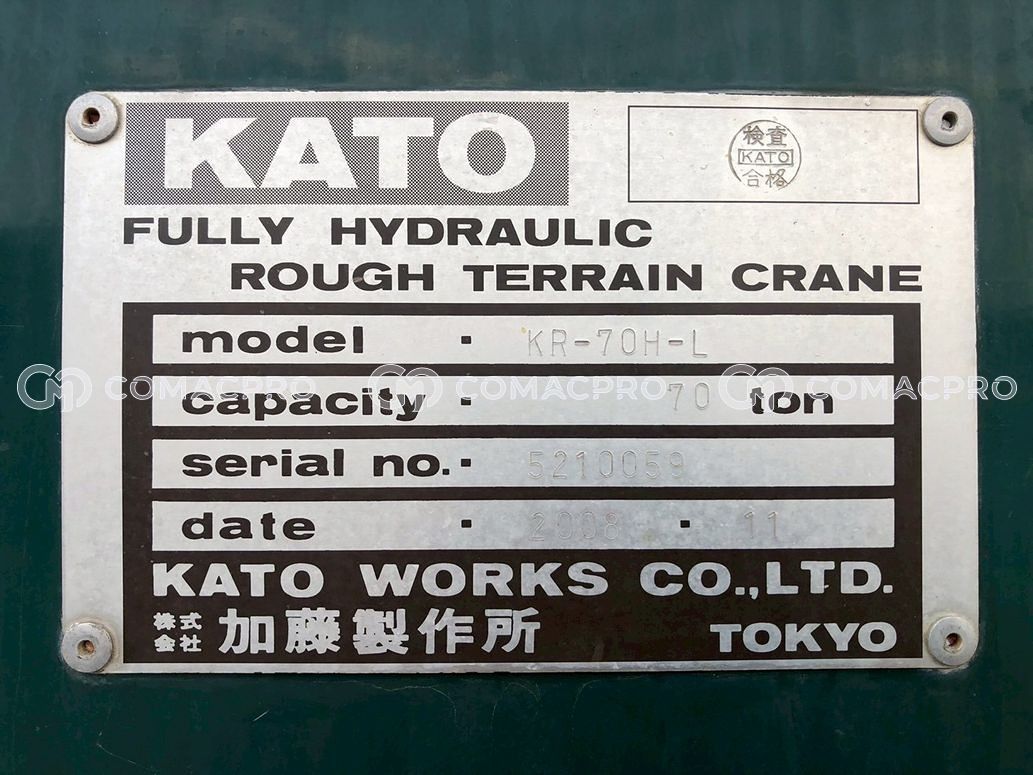 KATO
検査
KATO
合格
FULLY HYDRAULIC
ROUGH TERRAIN CRANE
model · KR-70H-L
COMACPRO COMACPRO COMACPRO
capacity · 70 ton
serial no. · 5210059
date · 2008 · 11
KATO WORKS CO.,LTD.
株式会社 加藤製作所 TOKYO